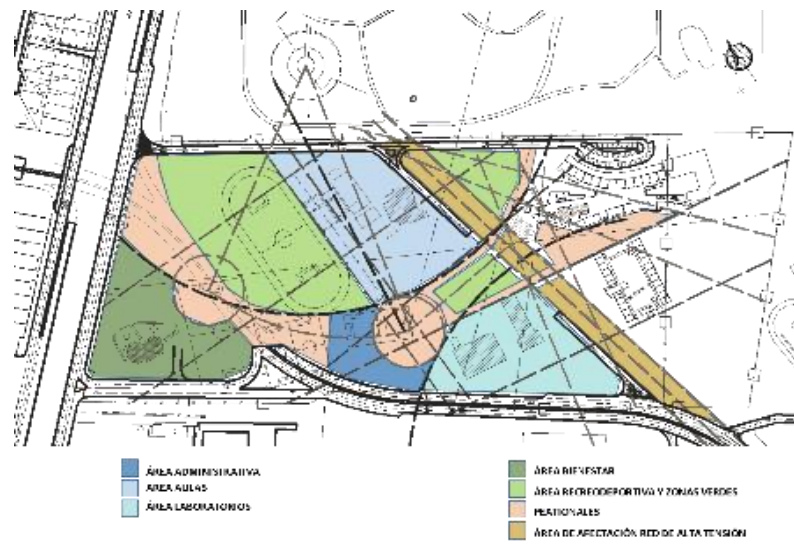 ÁREA ADMINISTRATIVA
ÁREA AULAS
ÁREA LABORATORIOS
ÁREA BIENESTAR
ÁREA RECREODEPORTIVA Y ZONAS VERDES
PEATIONALES
ÁREA DE AFECTACIÓN RED DE ALTA TENSIÓN